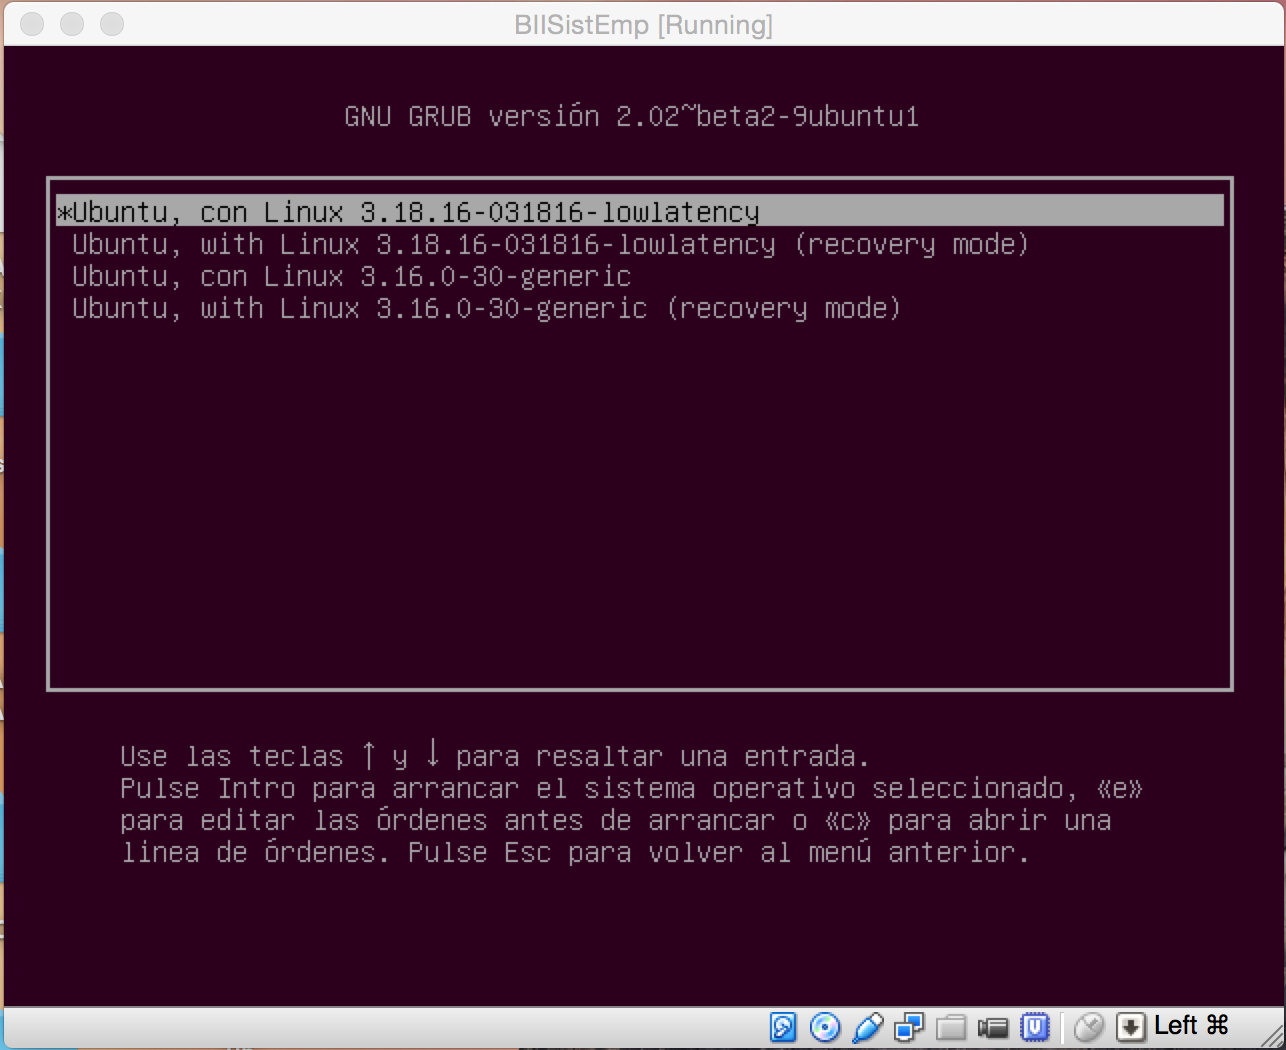 BIISistEmp [Running]
GNU GRUB versión 2.02~beta2-9ubuntu1
*Ubuntu, con Linux 3.18.16-031816-lowlatency
Ubuntu, with Linux 3.18.16-031816-lowlatency (recovery mode)
Ubuntu, con Linux 3.16.0-30-generic
Ubuntu, with Linux 3.16.0-30-generic (recovery mode)
Use las teclas ↑ y ↓ para resaltar una entrada.
Pulse Intro para arrancar el sistema operativo seleccionado, «e»
para editar las órdenes antes de arrancar o «c» para abrir una
linea de órdenes. Pulse Esc para volver al menú anterior.
Left ⌘